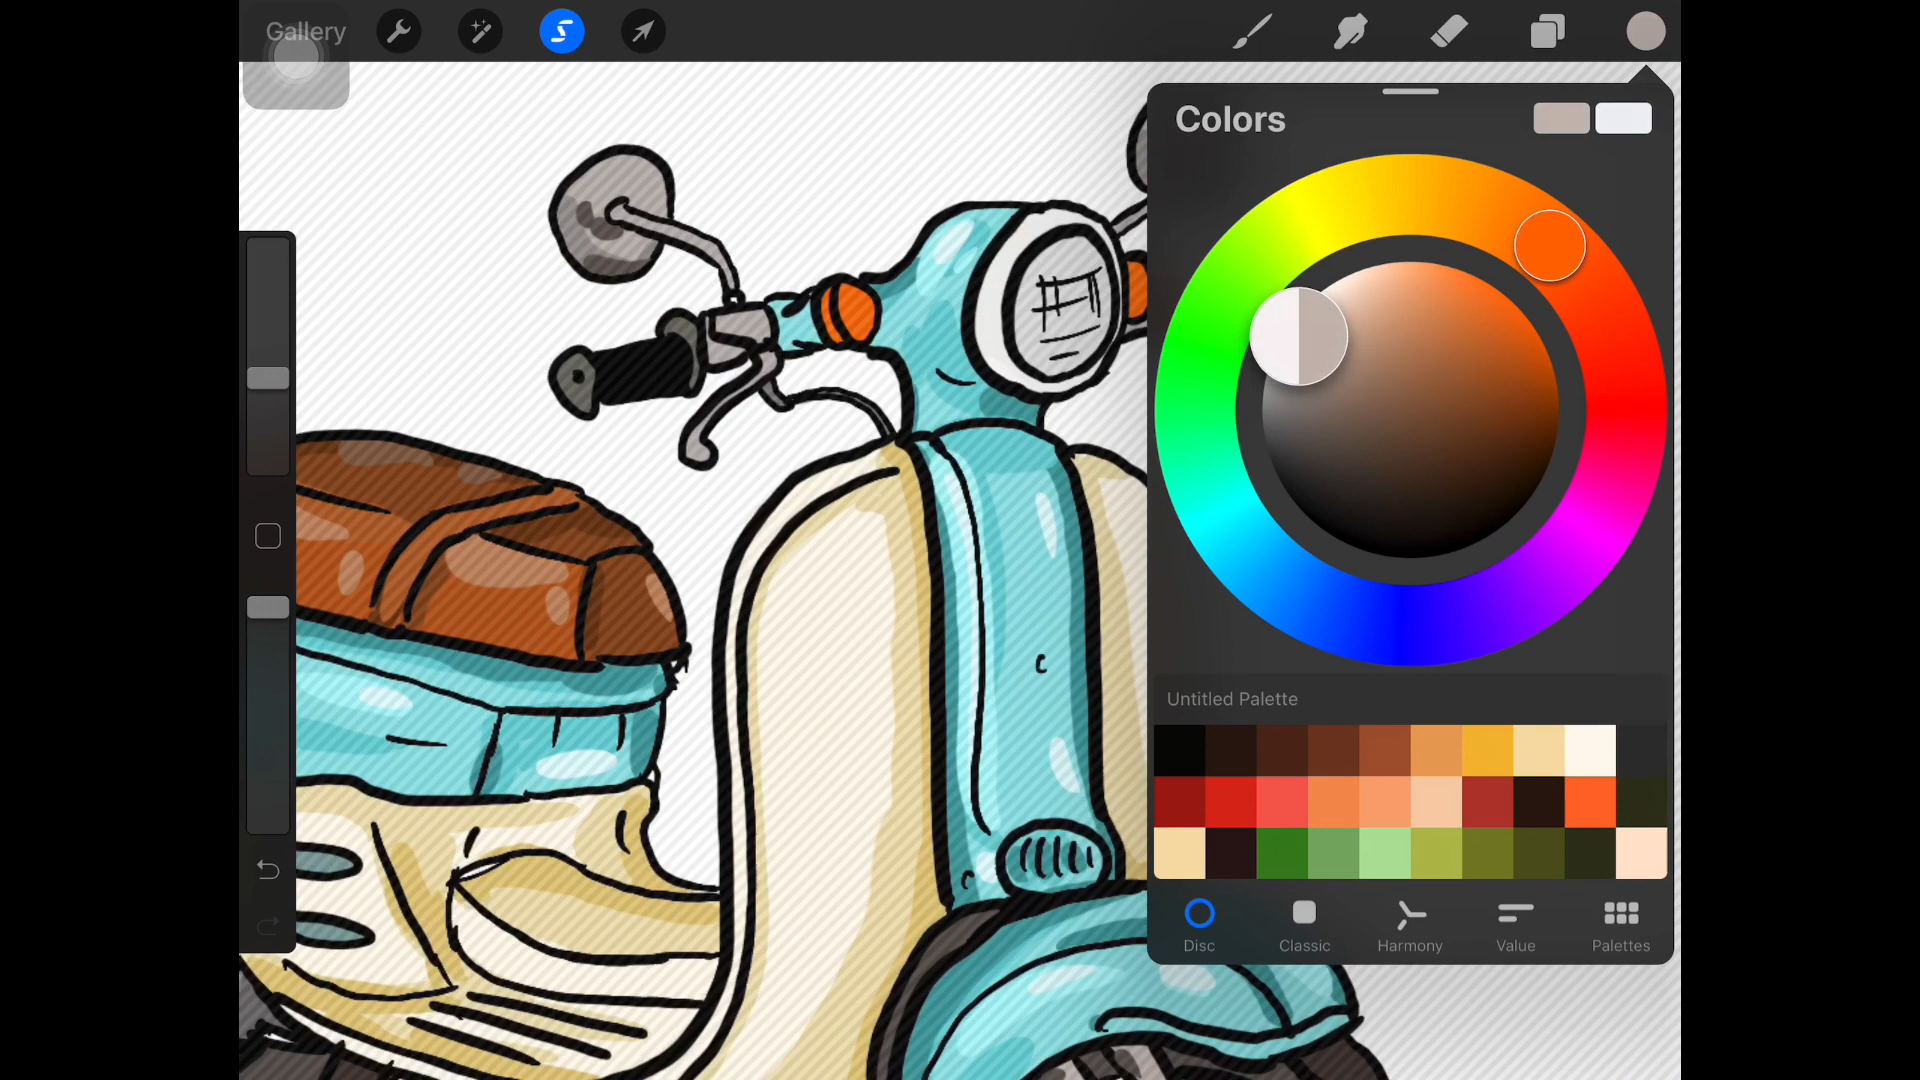 Gallery
Colors
Untitled Palette
Disc
Classic
Harmony
Value
Palettes